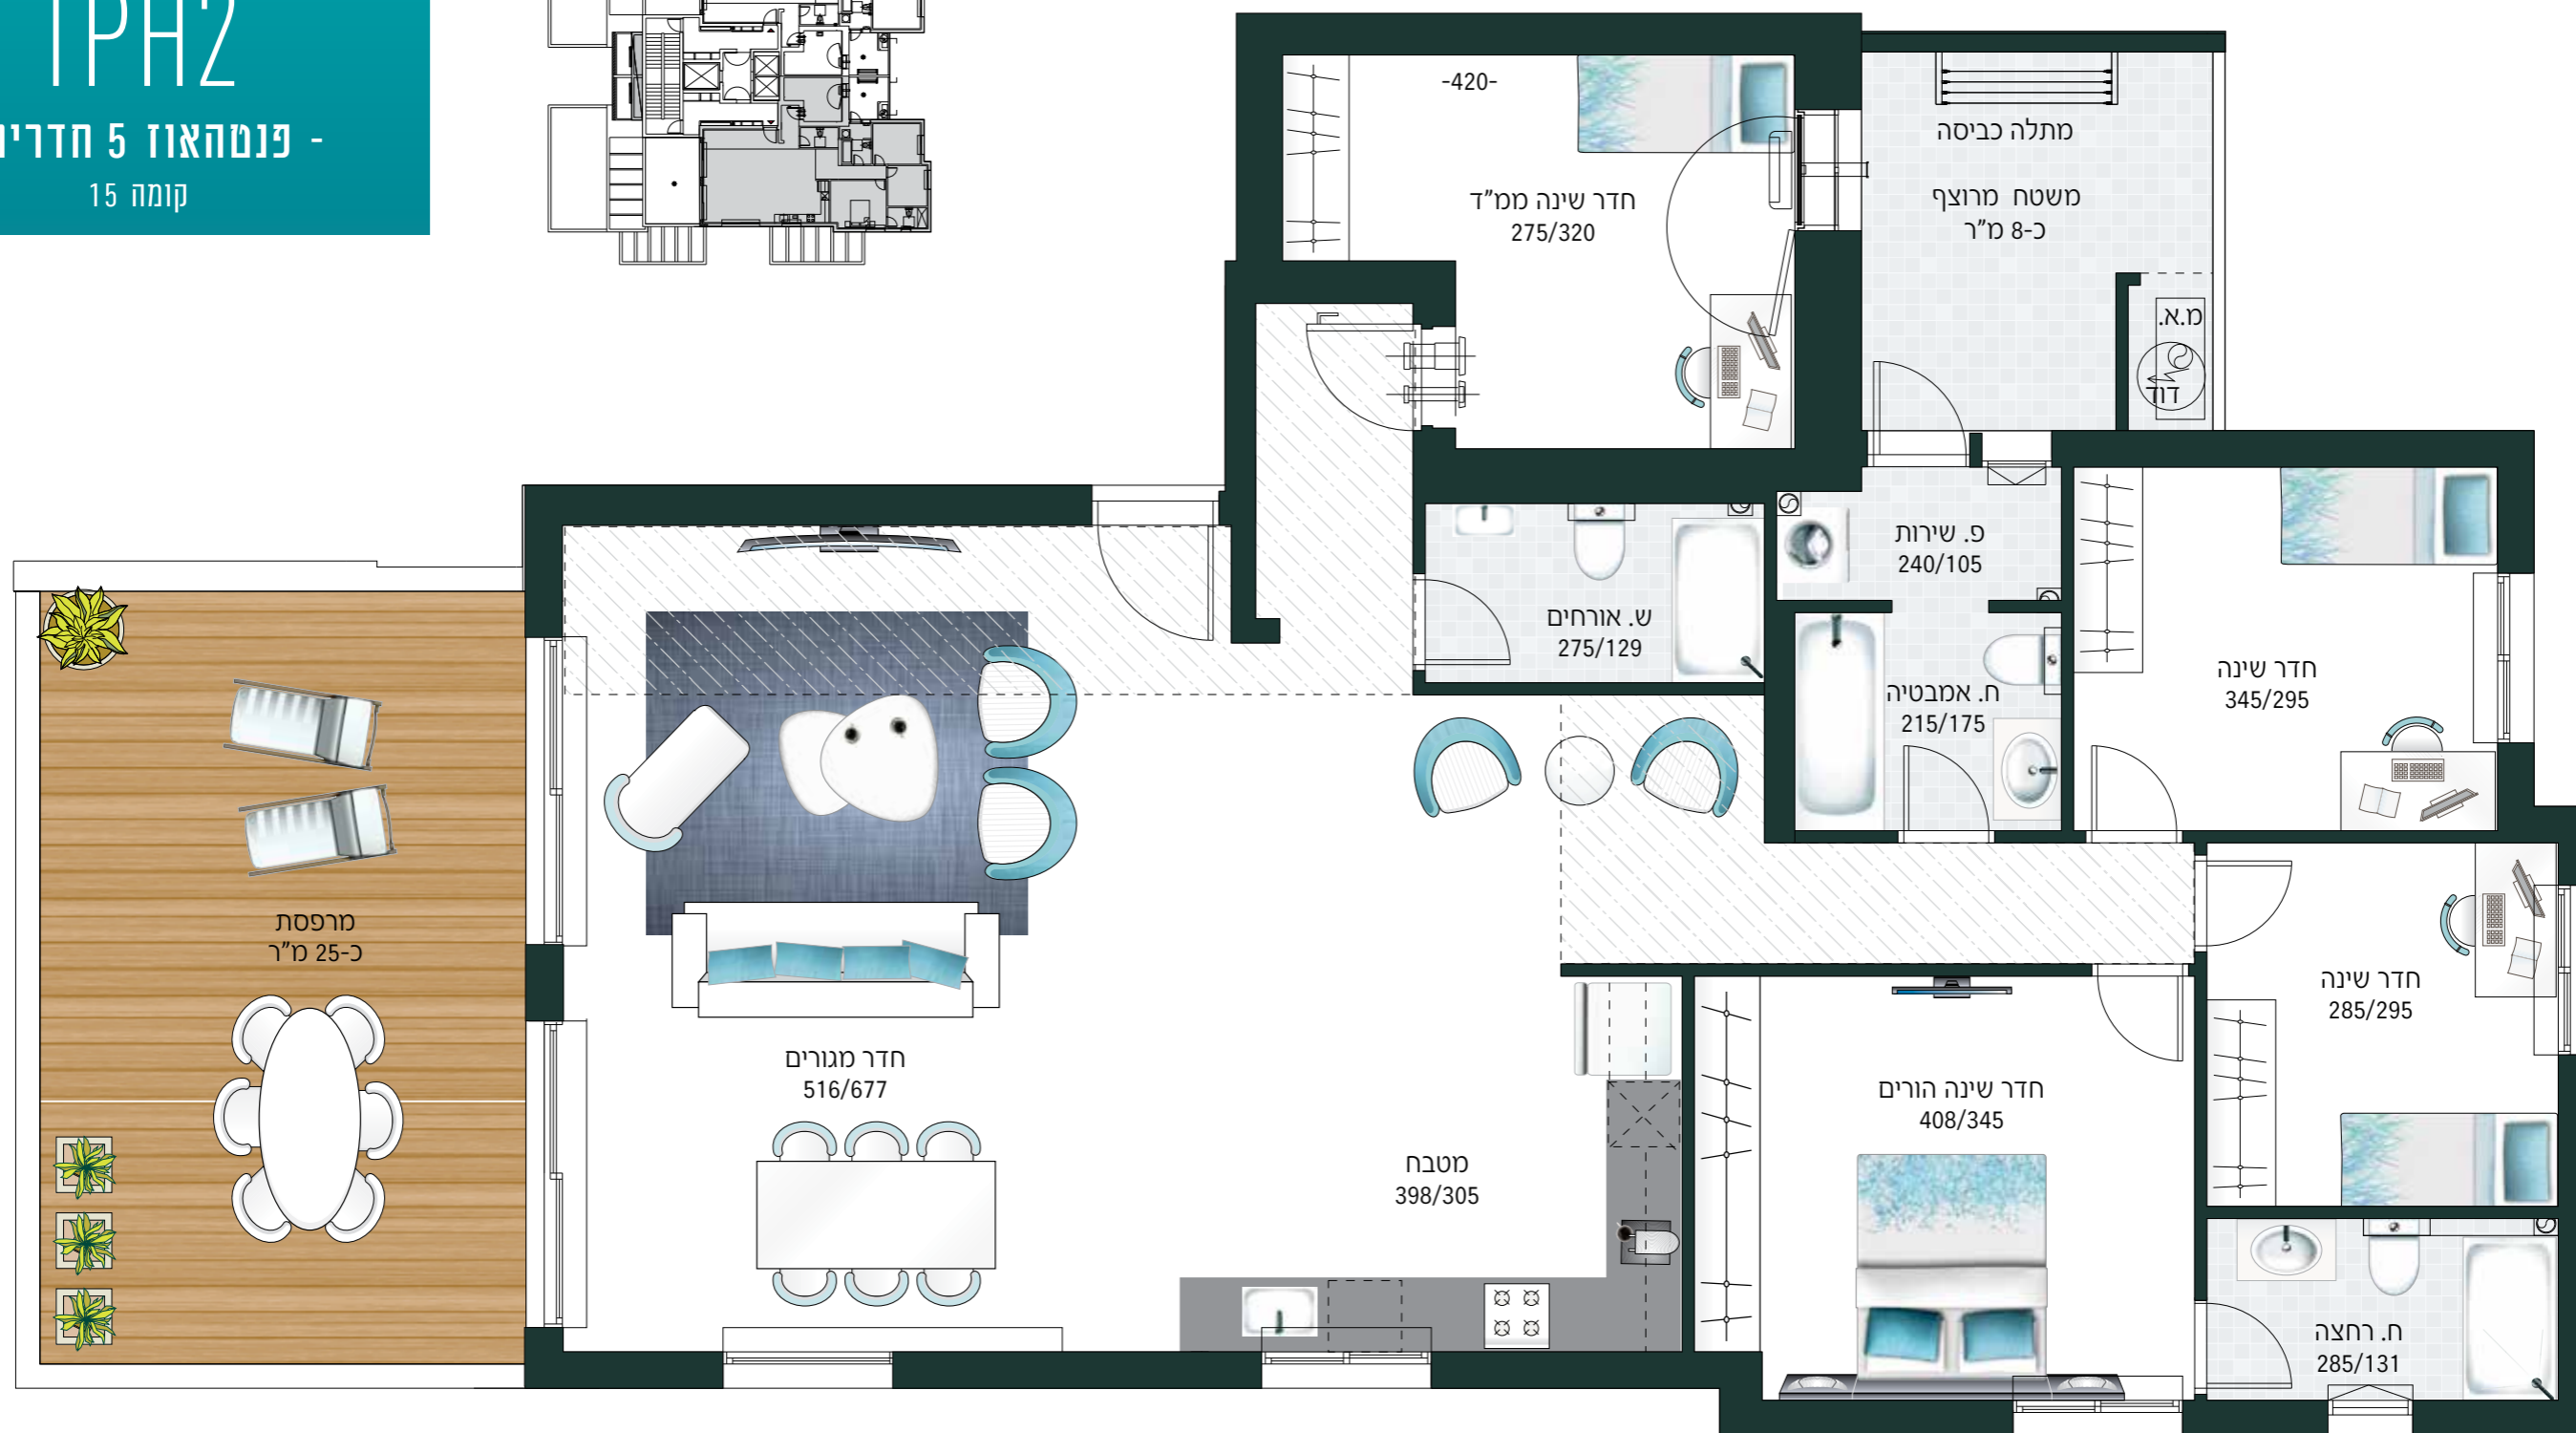 TPH2
- פנטהאוז 5 חדרים
קומה 15
-420-
חדר שינה ממ"ד
275/320
מתלה כביסה
משטח מרוצף
כ-8 מ"ר
מ.א.
דוד
פ. שירות
240/105
ש. אורחים
275/129
ח. אמבטיה
215/175
חדר שינה
345/295
מרפסת
כ-25 מ"ר
חדר מגורים
516/677
מטבח
398/305
חדר שינה הורים
408/345
חדר שינה
285/295
ח. רחצה
285/131